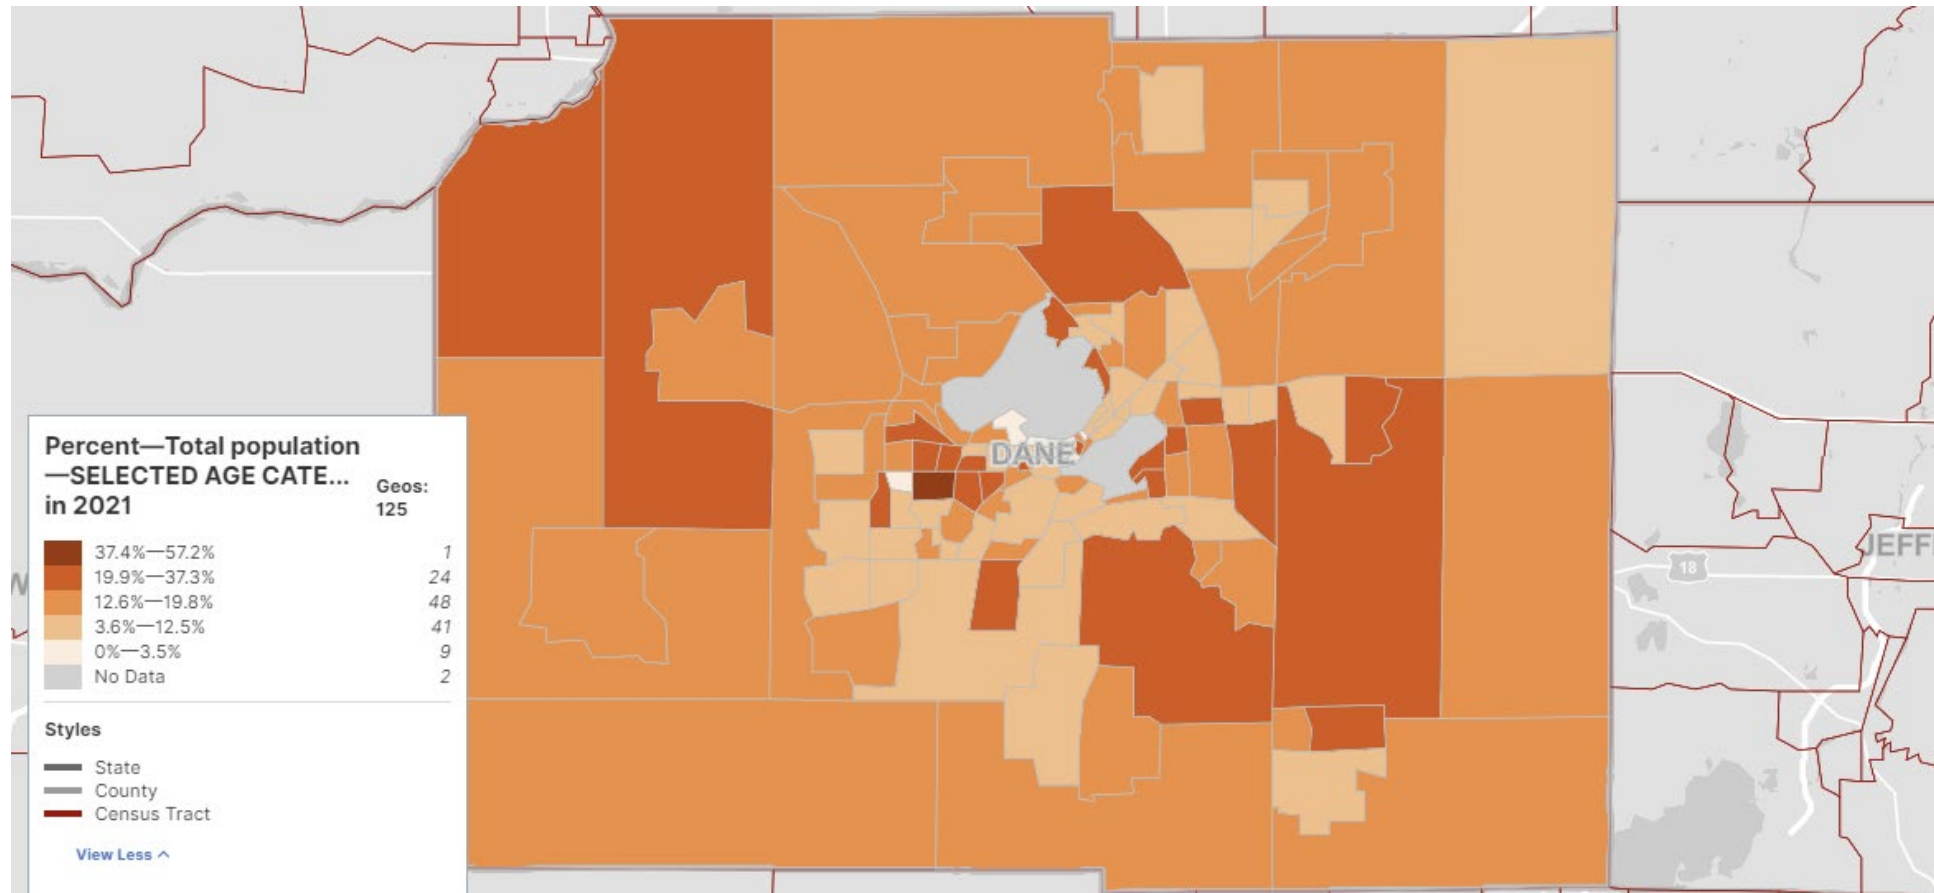 Percent—Total population
—SELECTED AGE CATE...
in 2021
Geos:
125
37.4%—57.2% 1
19.9%—37.3% 24
12.6%—19.8% 48
3.6%—12.5% 41
0%—3.5% 9
No Data 2
Styles
State
County
Census Tract
View Less
DANE
18
JEFF
W